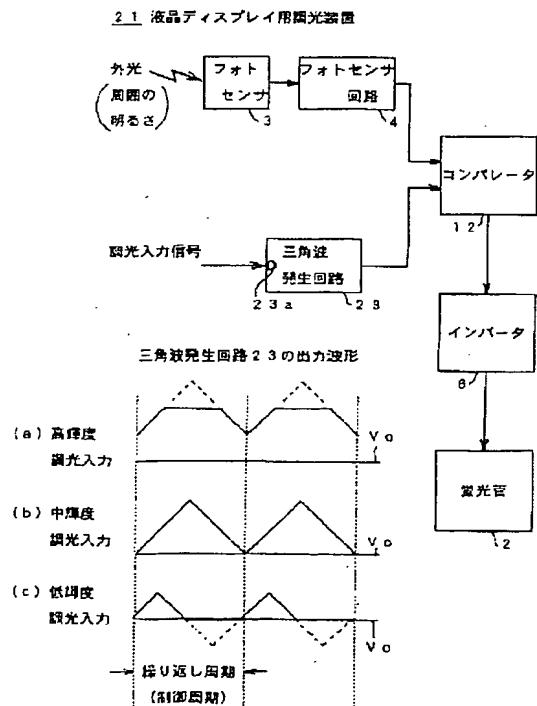 21 液晶ディスプレイ用調光装置
外光
(周囲の
明るさ)
フォト
センサ
3
フォトセンサ
回路
4
コンパレータ
12
調光入力信号
三角波
発生回路
23a
23
インバータ
6
三角波発生回路23の出力波形
(a)高輝度
調光入力
V0
(b)中輝度
調光入力
V0
(c)低輝度
調光入力
V0
蛍光管
2
繰り返し周期
(制御周期)